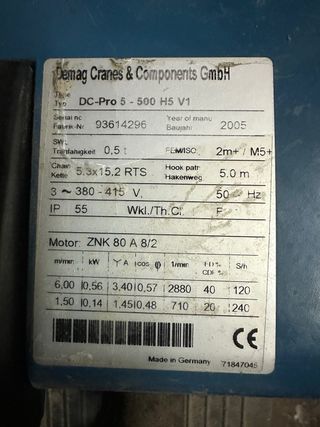 Demag Cranes & Components GmbH
Type
Typ DC-Pro 5 - 500 H5 V1
Serial no Year of manu
Fabrik-Nr 93614296 Baujahr 2005
SWL
Tranfähigkeit 0,5 t FEM/ISO 2m+ / M5+
Chain Hook path
Kette 5.3x15.2 RTS Hakenweg 5.0 m
3 ~ 380 - 415 V 50 Hz
IP 55 Wkl./Th.Cl. F
Motor: ZNK 80 A 8/2
m/min kW Y A cos φ 1/min ED % CDF % S/h
6,00 0,56 3,40 0,57 2880 40 120
1,50 0,14 1,45 0,48 710 20 240
CE
Made in Germany 71847045